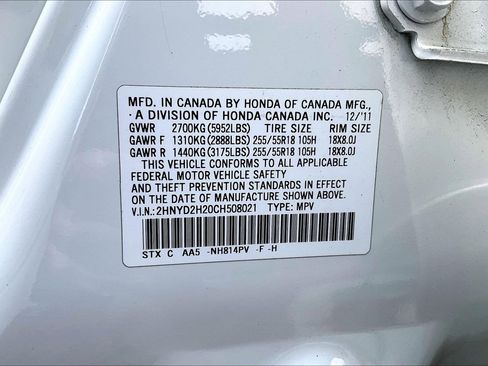 MFD. IN CANADA BY HONDA OF CANADA MFG.,
A DIVISION OF HONDA CANADA INC. 12/'11
GVWR 2700KG(5952LBS) TIRE SIZE RIM SIZE
GAWR F 1310KG(2888LBS) 255/55R18 105H 18X8.0J
GAWR R 1440KG(3175LBS) 255/55R18 105H 18X8.0J
THIS VEHICLE CONFORMS TO ALL APPLICABLE
FEDERAL MOTOR VEHICLE SAFETY
AND THEFT PREVENTION STANDARDS IN EFFECT
ON THE DATE OF MANUFACTURE SHOWN ABOVE.
V.I.N.:2HNYD2H20CH508021 TYPE: MPV
STX C AA5 -NH814PV -F -H